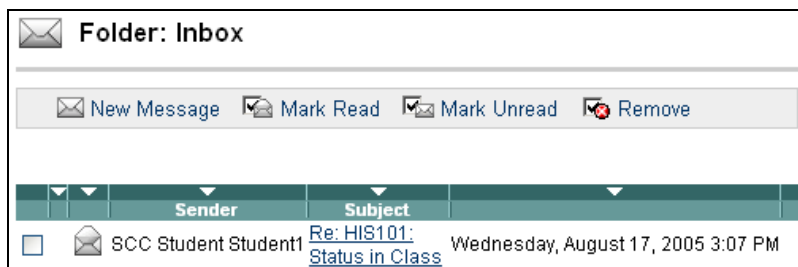 Folder: Inbox
New Message Mark Read Mark Unread Remove
Sender Subject
SCC Student Student1 Re: HIS101: Wednesday, August 17, 2005 3:07 PM
Status in Class